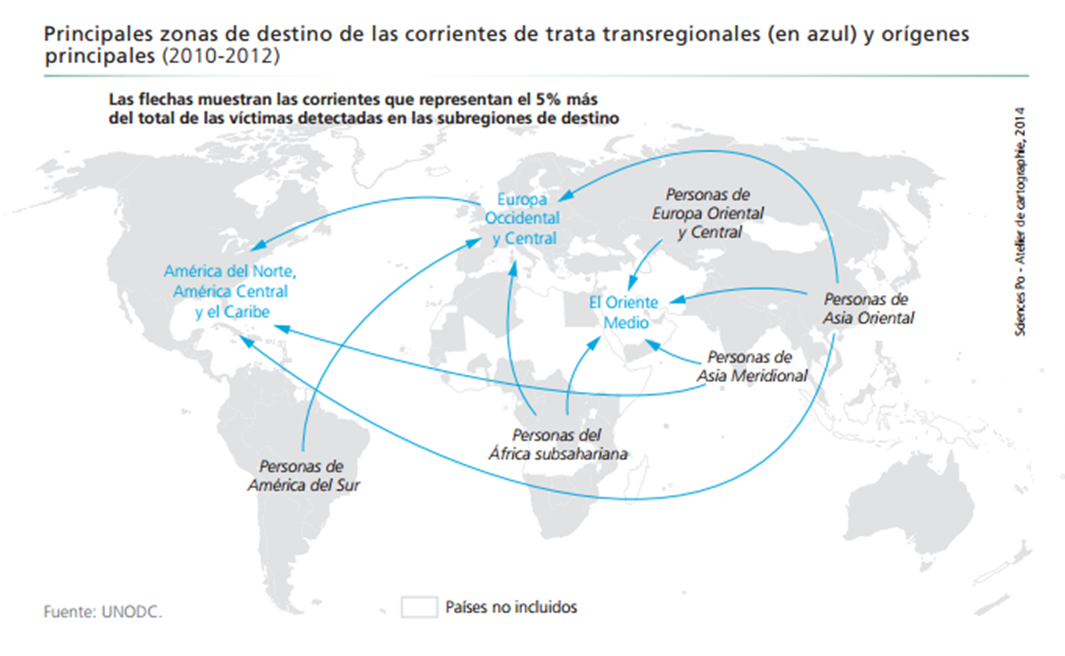 Principales zonas de destino de las corrientes de trata transregionales (en azul) y orígenes
principales (2010-2012)
Las flechas muestran las corrientes que representan el 5% más
del total de las víctimas detectadas en las subregiones de destino
Sciences Po - Atelier de cartographie, 2014
Europa
Occidental
y Central
Personas de
Europa Oriental
y Central
América del Norte,
América Central
y el Caribe
El Oriente
Medio
Personas de
Asia Oriental
Personas de
Asia Meridional
Personas del
África subsahariana
Personas de
América del Sur
Fuente: UNODC.
Países no incluidos